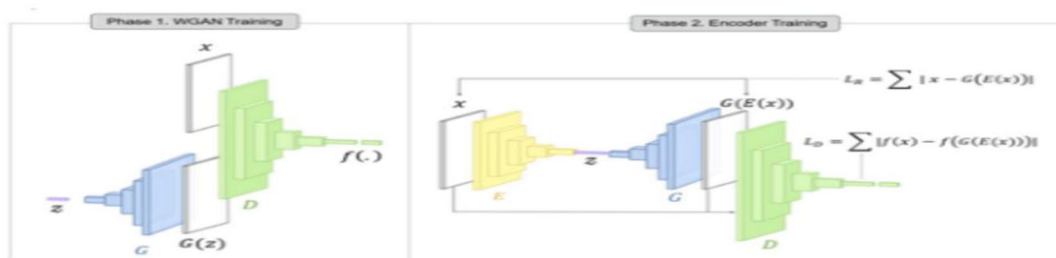 Phase 1. WGAN Training
x
f(.)
D
z
G
G(z)
Phase 2. Encoder Training
L_R = ∑ |x − G(E(x))|
x
G(E(x))
L_D = ∑ |f(x) − f(G(E(x)))|
z
E
G
D